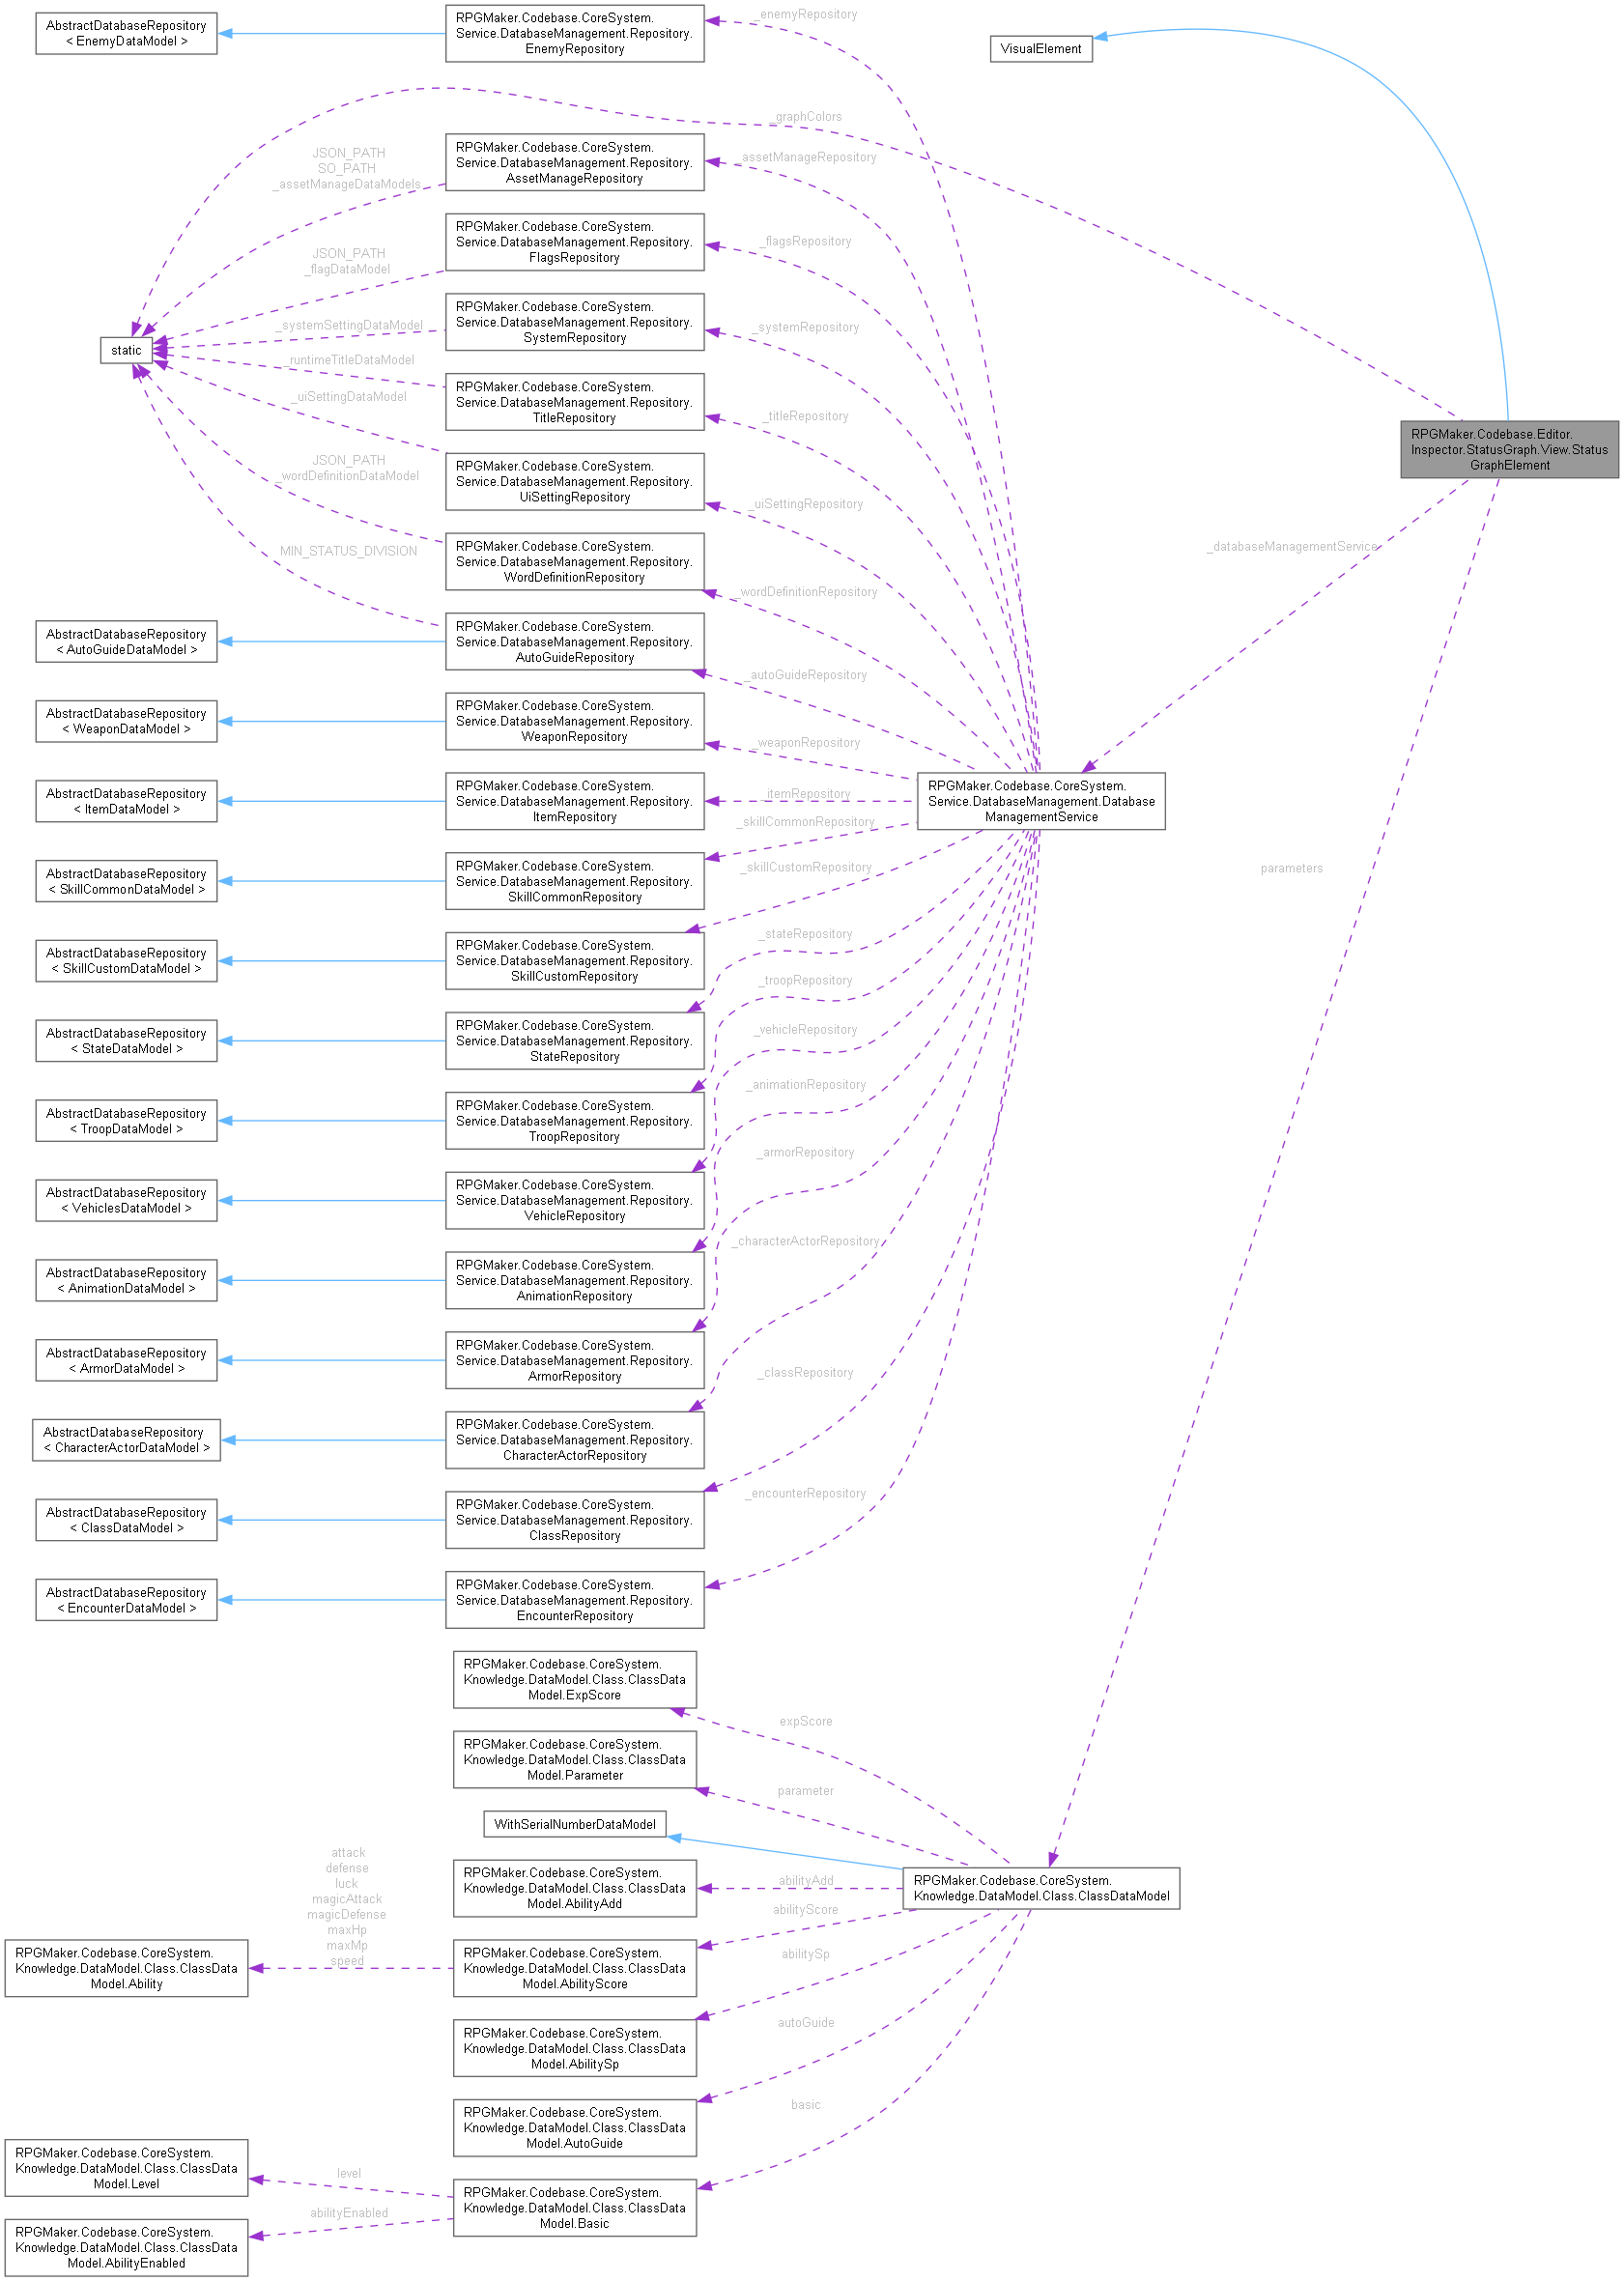 AbstractDatabaseRepository
< EnemyDataModel >
RPGMaker.Codebase.CoreSystem.
Service.DatabaseManagement.Repository.
EnemyRepository
_enemyRepository
VisualElement
_graphColors
JSON_PATH
SO_PATH
_assetManageDataModels
RPGMaker.Codebase.CoreSystem.
Service.DatabaseManagement.Repository.
AssetManageRepository
_assetManageRepository
JSON_PATH
_flagDataModel
RPGMaker.Codebase.CoreSystem.
Service.DatabaseManagement.Repository.
FlagsRepository
_flagsRepository
static
_systemSettingDataModel
RPGMaker.Codebase.CoreSystem.
Service.DatabaseManagement.Repository.
SystemRepository
_systemRepository
_runtimeTitleDataModel
RPGMaker.Codebase.CoreSystem.
Service.DatabaseManagement.Repository.
TitleRepository
_titleRepository
_uiSettingDataModel
RPGMaker.Codebase.CoreSystem.
Service.DatabaseManagement.Repository.
UiSettingRepository
_uiSettingRepository
RPGMaker.Codebase.Editor.
Inspector.StatusGraph.View.Status
GraphElement
JSON_PATH
_wordDefinitionDataModel
RPGMaker.Codebase.CoreSystem.
Service.DatabaseManagement.Repository.
WordDefinitionRepository
_wordDefinitionRepository
_databaseManagementService
MIN_STATUS_DIVISION
AbstractDatabaseRepository
< AutoGuideDataModel >
RPGMaker.Codebase.CoreSystem.
Service.DatabaseManagement.Repository.
AutoGuideRepository
_autoGuideRepository
AbstractDatabaseRepository
< WeaponDataModel >
RPGMaker.Codebase.CoreSystem.
Service.DatabaseManagement.Repository.
WeaponRepository
_weaponRepository
AbstractDatabaseRepository
< ItemDataModel >
RPGMaker.Codebase.CoreSystem.
Service.DatabaseManagement.Repository.
ItemRepository
_itemRepository
RPGMaker.Codebase.CoreSystem.
Service.DatabaseManagement.Database
ManagementService
AbstractDatabaseRepository
< SkillCommonDataModel >
RPGMaker.Codebase.CoreSystem.
Service.DatabaseManagement.Repository.
SkillCommonRepository
_skillCommonRepository
parameters
AbstractDatabaseRepository
< SkillCustomDataModel >
RPGMaker.Codebase.CoreSystem.
Service.DatabaseManagement.Repository.
SkillCustomRepository
_skillCustomRepository
AbstractDatabaseRepository
< StateDataModel >
RPGMaker.Codebase.CoreSystem.
Service.DatabaseManagement.Repository.
StateRepository
_stateRepository
AbstractDatabaseRepository
< TroopDataModel >
RPGMaker.Codebase.CoreSystem.
Service.DatabaseManagement.Repository.
TroopRepository
_troopRepository
AbstractDatabaseRepository
< VehiclesDataModel >
RPGMaker.Codebase.CoreSystem.
Service.DatabaseManagement.Repository.
VehicleRepository
_vehicleRepository
AbstractDatabaseRepository
< AnimationDataModel >
RPGMaker.Codebase.CoreSystem.
Service.DatabaseManagement.Repository.
AnimationRepository
_animationRepository
AbstractDatabaseRepository
< ArmorDataModel >
RPGMaker.Codebase.CoreSystem.
Service.DatabaseManagement.Repository.
ArmorRepository
_armorRepository
AbstractDatabaseRepository
< CharacterActorDataModel >
RPGMaker.Codebase.CoreSystem.
Service.DatabaseManagement.Repository.
CharacterActorRepository
_characterActorRepository
AbstractDatabaseRepository
< ClassDataModel >
RPGMaker.Codebase.CoreSystem.
Service.DatabaseManagement.Repository.
ClassRepository
_classRepository
AbstractDatabaseRepository
< EncounterDataModel >
RPGMaker.Codebase.CoreSystem.
Service.DatabaseManagement.Repository.
EncounterRepository
_encounterRepository
RPGMaker.Codebase.CoreSystem.
Knowledge.DataModel.Class.ClassData
Model.ExpScore
expScore
RPGMaker.Codebase.CoreSystem.
Knowledge.DataModel.Class.ClassData
Model.Parameter
parameter
WithSerialNumberDataModel
RPGMaker.Codebase.CoreSystem.
Knowledge.DataModel.Class.ClassData
Model.AbilityAdd
abilityAdd
RPGMaker.Codebase.CoreSystem.
Knowledge.DataModel.Class.ClassDataModel
attack
defense
luck
magicAttack
magicDefense
maxHp
maxMp
speed
RPGMaker.Codebase.CoreSystem.
Knowledge.DataModel.Class.ClassData
Model.Ability
RPGMaker.Codebase.CoreSystem.
Knowledge.DataModel.Class.ClassData
Model.AbilityScore
abilityScore
RPGMaker.Codebase.CoreSystem.
Knowledge.DataModel.Class.ClassData
Model.AbilitySp
abilitySp
RPGMaker.Codebase.CoreSystem.
Knowledge.DataModel.Class.ClassData
Model.AutoGuide
autoGuide
RPGMaker.Codebase.CoreSystem.
Knowledge.DataModel.Class.ClassData
Model.Level
level
RPGMaker.Codebase.CoreSystem.
Knowledge.DataModel.Class.ClassData
Model.Basic
basic
abilityEnabled
RPGMaker.Codebase.CoreSystem.
Knowledge.DataModel.Class.ClassData
Model.AbilityEnabled